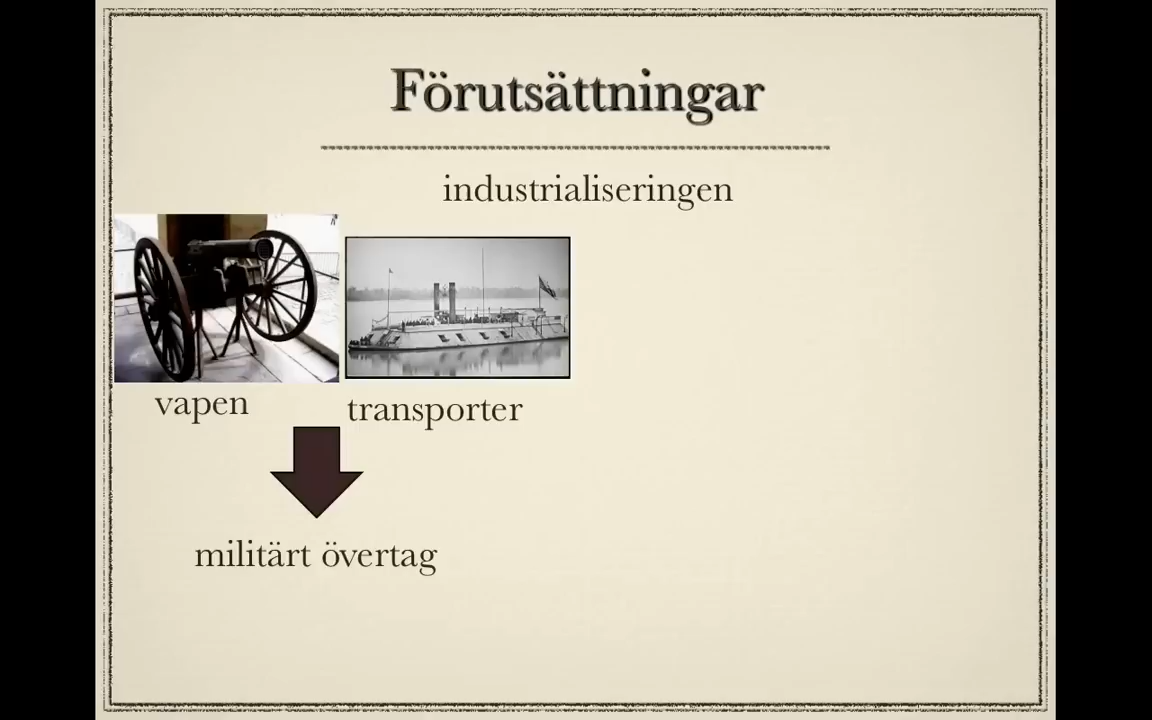 Förutsättningar
industrialiseringen
vapen
transporter
militärt övertag